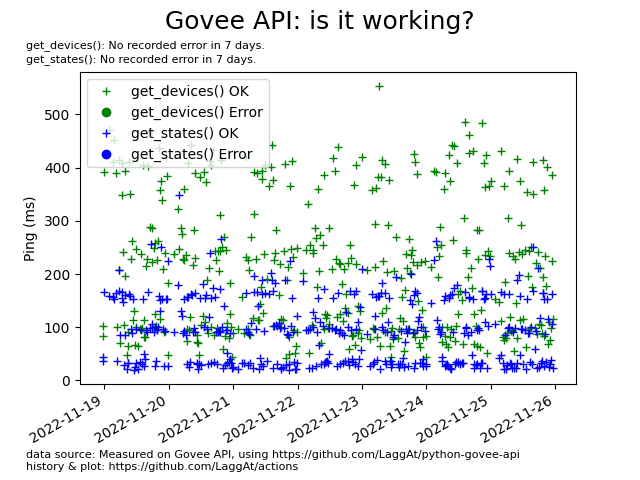 Govee API: is it working?
get_devices(): No recorded error in 7 days.
get_states(): No recorded error in 7 days.
get_devices() OK
get_devices() Error
get_states() OK
get_states() Error
Ping (ms)
500
400
300
200
100
0
2022-11-19
2022-11-20
2022-11-21
2022-11-22
2022-11-23
2022-11-24
2022-11-25
2022-11-26
data source: Measured on Govee API, using https://github.com/LaggAt/python-govee-api
history & plot: https://github.com/LaggAt/actions